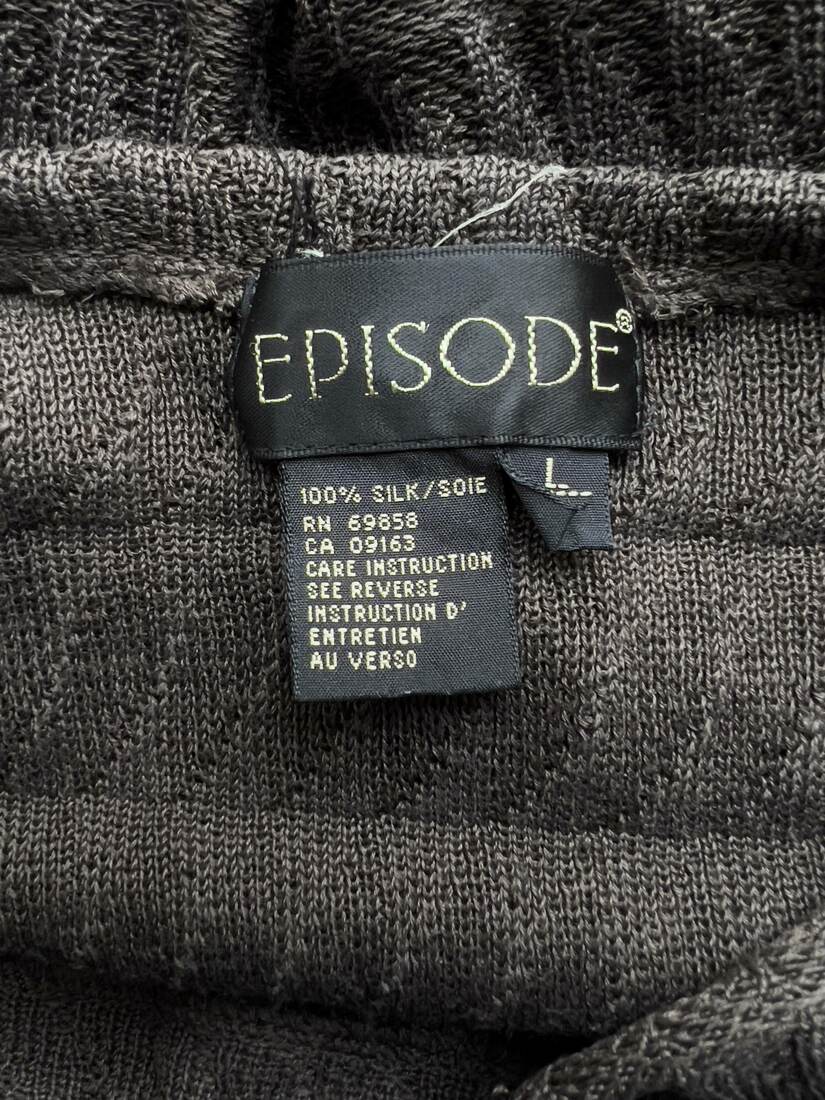 EPISODE®
L
100% SILK/SOIE
RN 69858
CA 09163
CARE INSTRUCTION
SEE REVERSE
INSTRUCTION D'
ENTRETIEN
AU VERSO